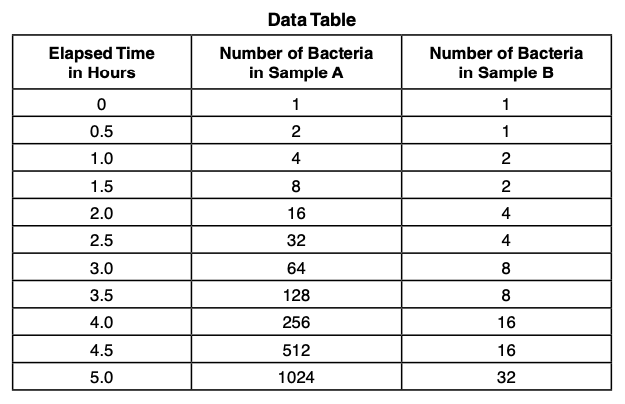 Data Table
Elapsed Time in Hours Number of Bacteria in Sample A Number of Bacteria in Sample B
0 1 1
0.5 2 1
1.0 4 2
1.5 8 2
2.0 16 4
2.5 32 4
3.0 64 8
3.5 128 8
4.0 256 16
4.5 512 16
5.0 1024 32